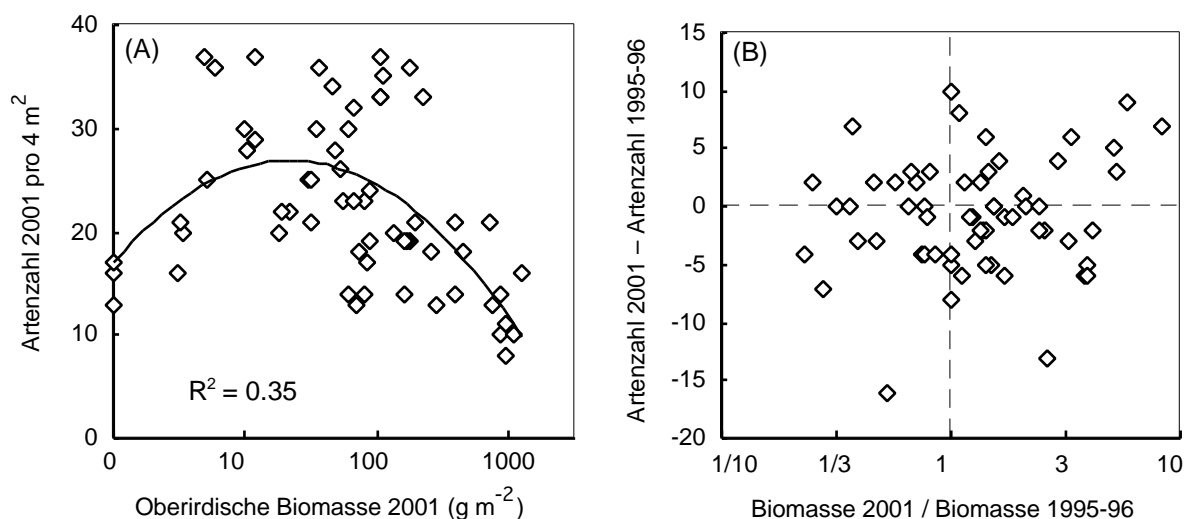 (A)
Artenzahl 2001 pro 4 m²
40
30
20
10
0
R² = 0.35
0 10 100 1000
Oberirdische Biomasse 2001 (g m⁻²)
(B)
Artenzahl 2001 – Artenzahl 1995-96
15
10
5
0
-5
-10
-15
-20
1/10 1/3 1 3 10
Biomasse 2001 / Biomasse 1995-96